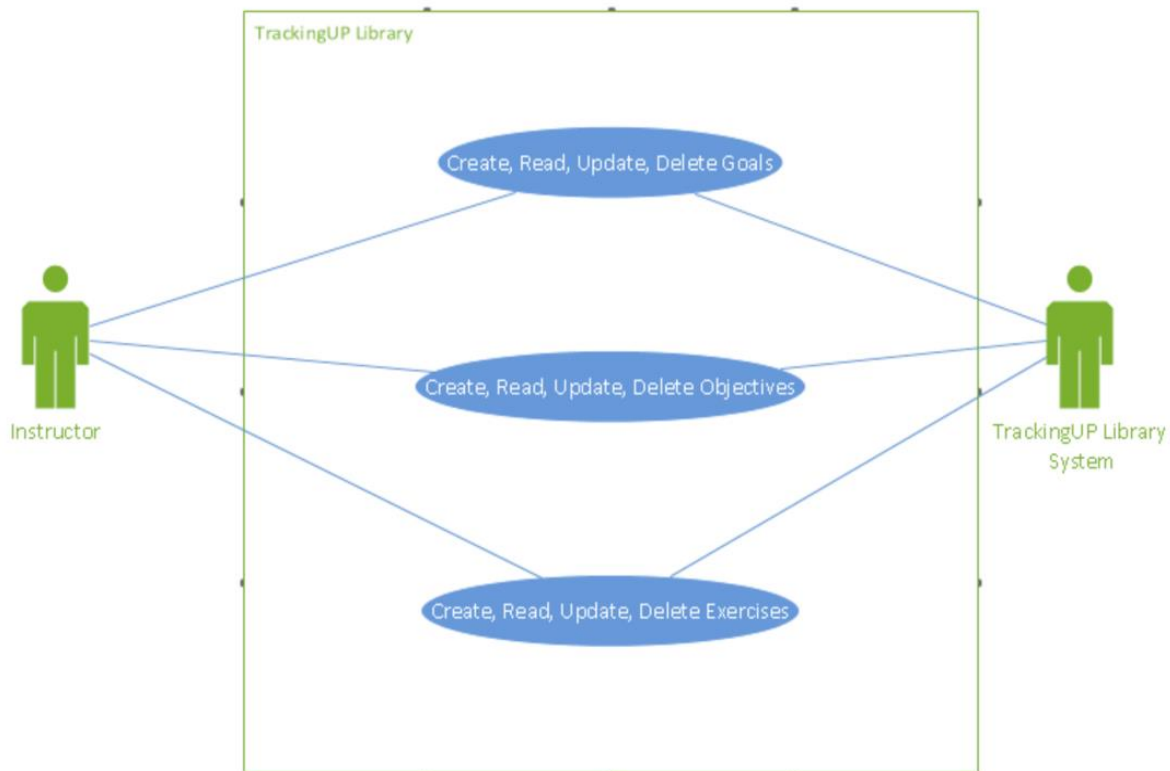 TrackingUP Library
Create, Read, Update, Delete Goals
Create, Read, Update, Delete Objectives
Instructor
TrackingUP Library
System
Create, Read, Update, Delete Exercises